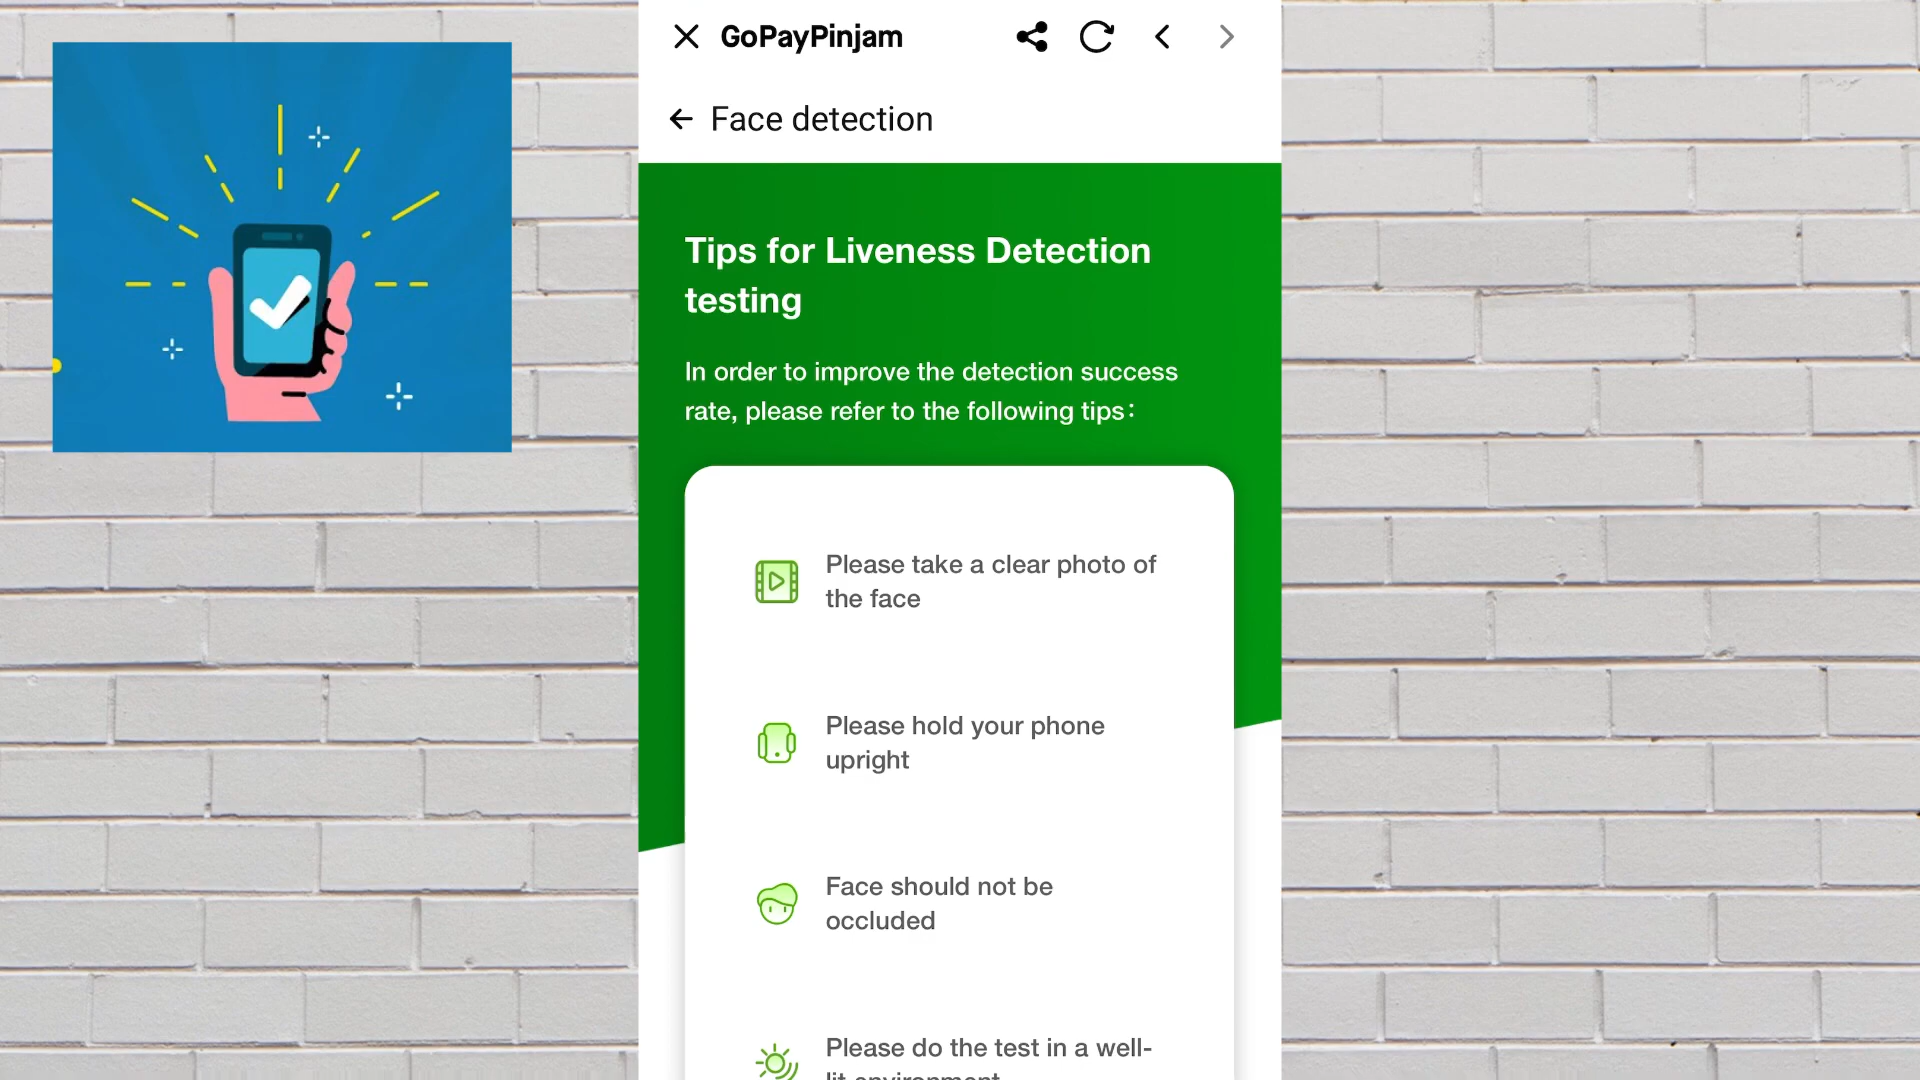 GoPayPinjam
Face detection
Tips for Liveness Detection
testing
In order to improve the detection success
rate, please refer to the following tips:
Please take a clear photo of
the face
Please hold your phone
upright
Face should not be
occluded
Please do the test in a well-
lit environment